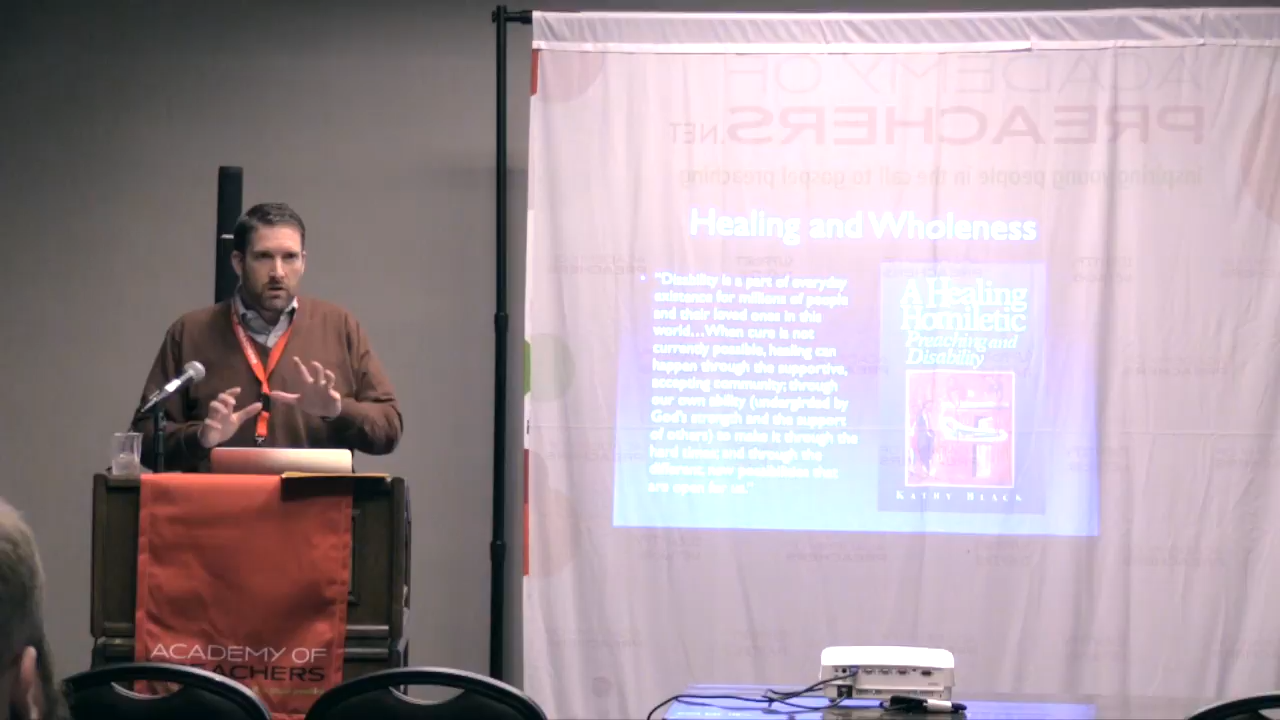 ACADEMY OF
PREACHERS.NET
Inspiring young people in the call to gospel preaching
Healing and Wholeness
• "Disability is a part of everyday
existence for millions of people
and their loved ones in this
world...When cure is not
currently possible, healing can
happen through the supportive,
accepting community; through
our own ability (undergirded by
God's strength and the support
of others) to make it through the
hard times; and through the
different, new possibilities that
are open for us."
A Healing
Homiletic
Preaching and
Disability
KATHY BLACK
ACADEMY OF
PREACHERS